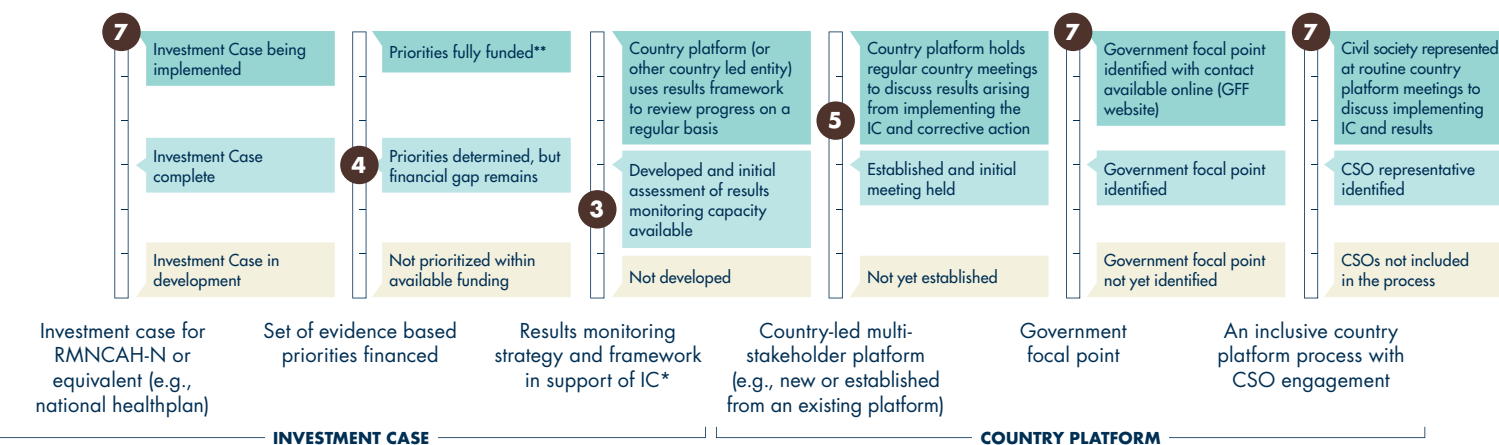 7
Investment Case being
implemented
Investment Case
complete
Investment Case in
development
Investment case for
RMNCAH-N or
equivalent (e.g.,
national healthplan)
Priorities fully funded**
4
Priorities determined, but
financial gap remains
Not prioritized within
available funding
Set of evidence based
priorities financed
Country platform (or
other country led entity)
uses results framework
to review progress on a
regular basis
3
Developed and initial
assessment of results
monitoring capacity
available
Not developed
Results monitoring
strategy and framework
in support of IC*
5
Country platform holds
regular country meetings
to discuss results arising
from implementing the
IC and corrective action
Established and initial
meeting held
Not yet established
Country-led multi-
stakeholder platform
(e.g., new or established
from an existing platform)
7
Government focal point
identified with contact
available online (GFF
website)
Government focal point
identified
Government focal point
not yet identified
Government
focal point
7
Civil society represented
at routine country
platform meetings to
discuss implementing
IC and results
CSO representative
identified
CSOs not included
in the process
An inclusive country
platform process with
CSO engagement
INVESTMENT CASE
COUNTRY PLATFORM